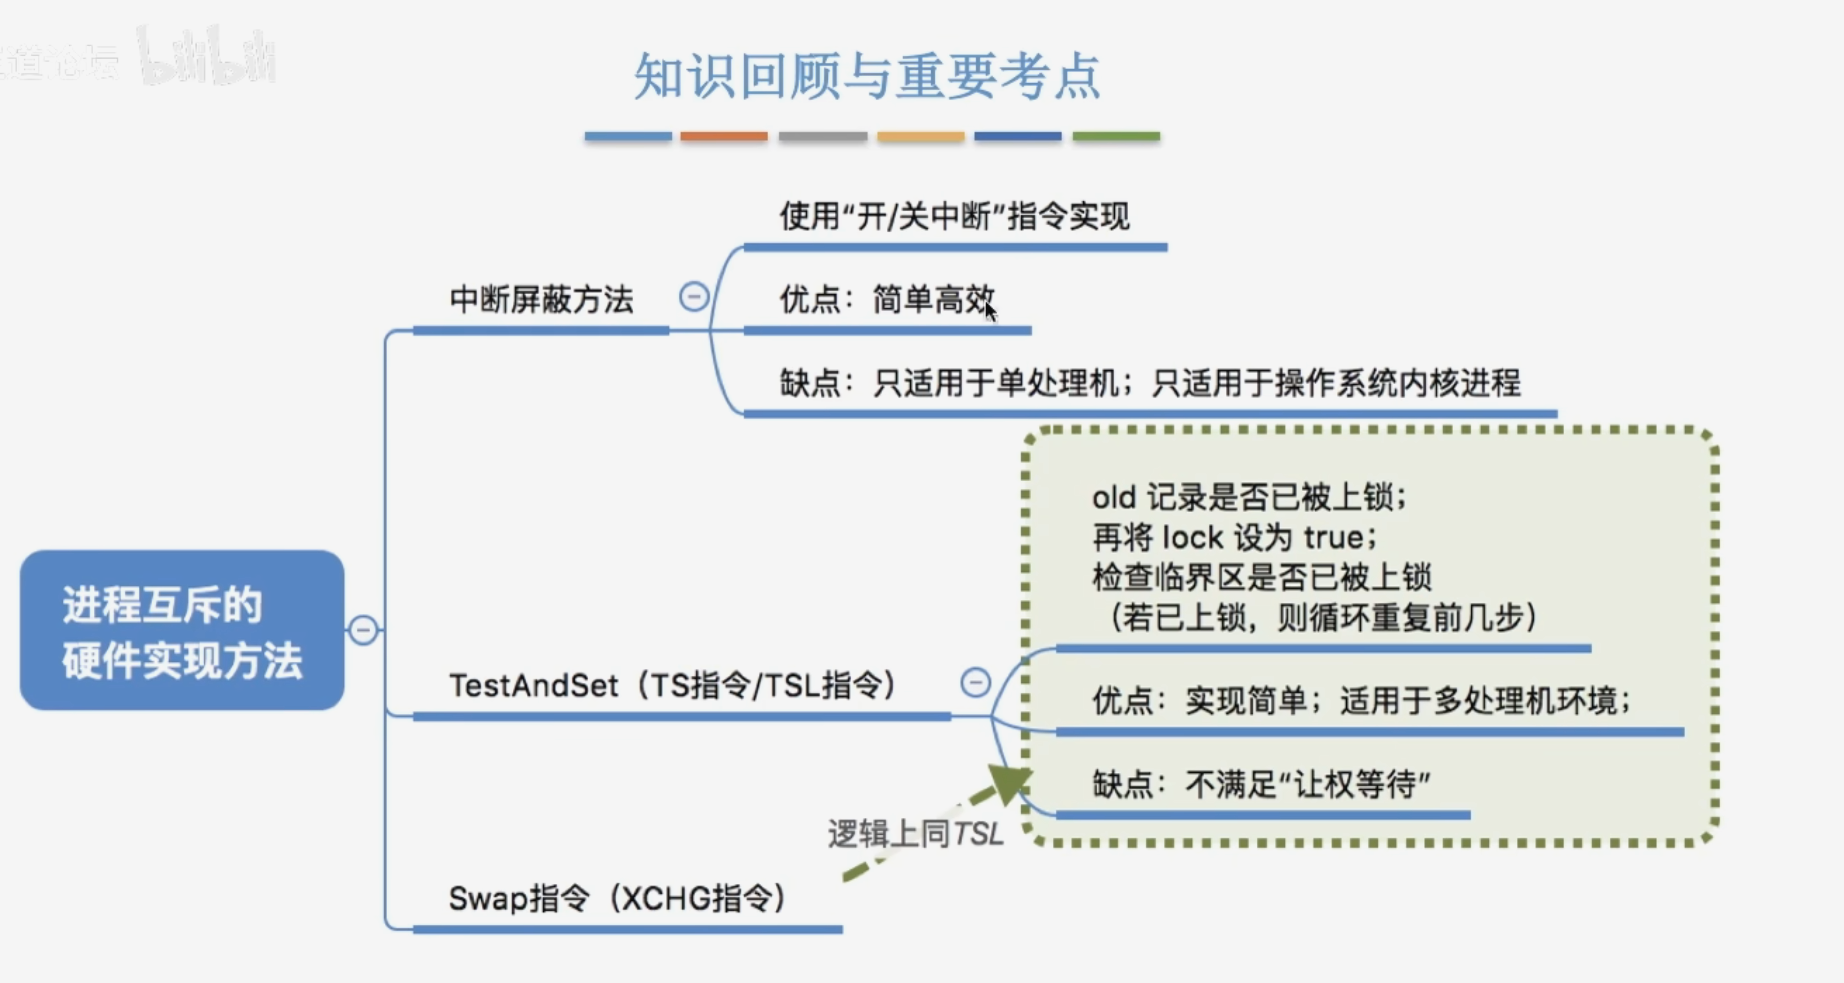 道论坛 bilibili
知识回顾与重要考点
使用“开/关中断”指令实现
中断屏蔽方法
优点：简单高效
缺点：只适用于单处理机；只适用于操作系统内核进程
进程互斥的
硬件实现方法
old 记录是否已被上锁；
再将 lock 设为 true；
检查临界区是否已被上锁
（若已上锁，则循环重复前几步）
TestAndSet（TS指令/TSL指令）
优点：实现简单；适用于多处理机环境；
缺点：不满足“让权等待”
逻辑上同TSL
Swap指令（XCHG指令）